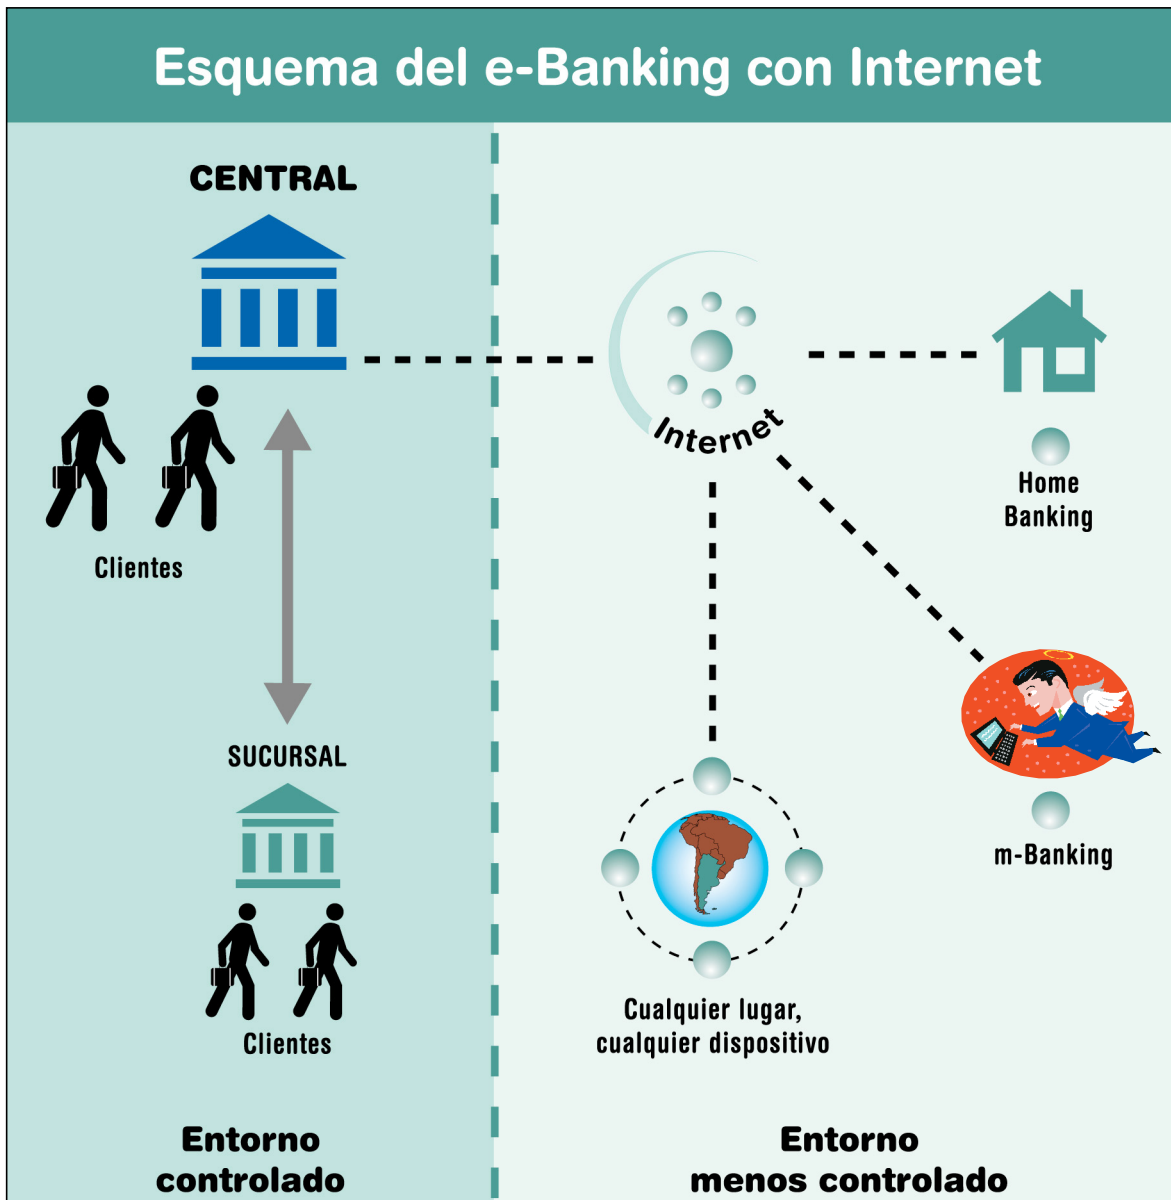 Esquema del e-Banking con Internet
CENTRAL
Clientes
SUCURSAL
Clientes
Entorno
controlado
Internet
Home
Banking
m-Banking
Cualquier lugar,
cualquier dispositivo
Entorno
menos controlado